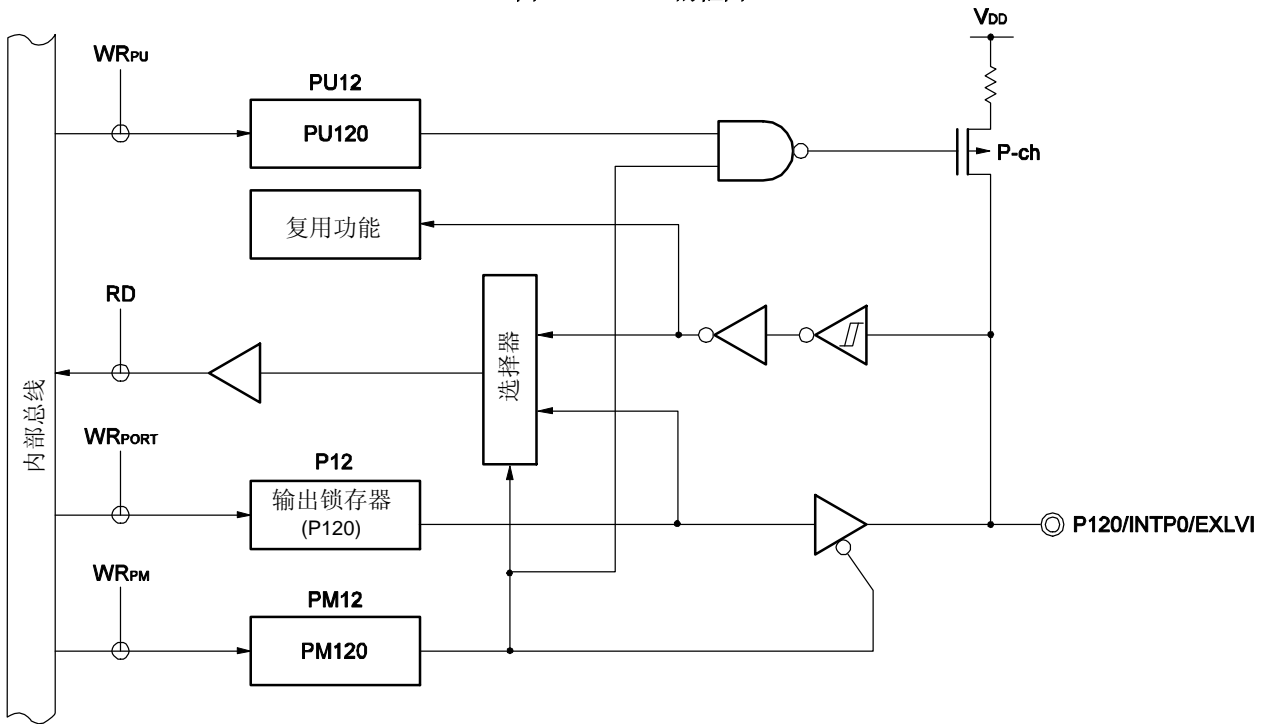 VDD
WRPU
PU12
PU120
P-ch
复用功能
RD
选择器
内部总线
WRPORT
P12
输出锁存器
(P120)
P120/INTP0/EXLVI
WRPM
PM12
PM120